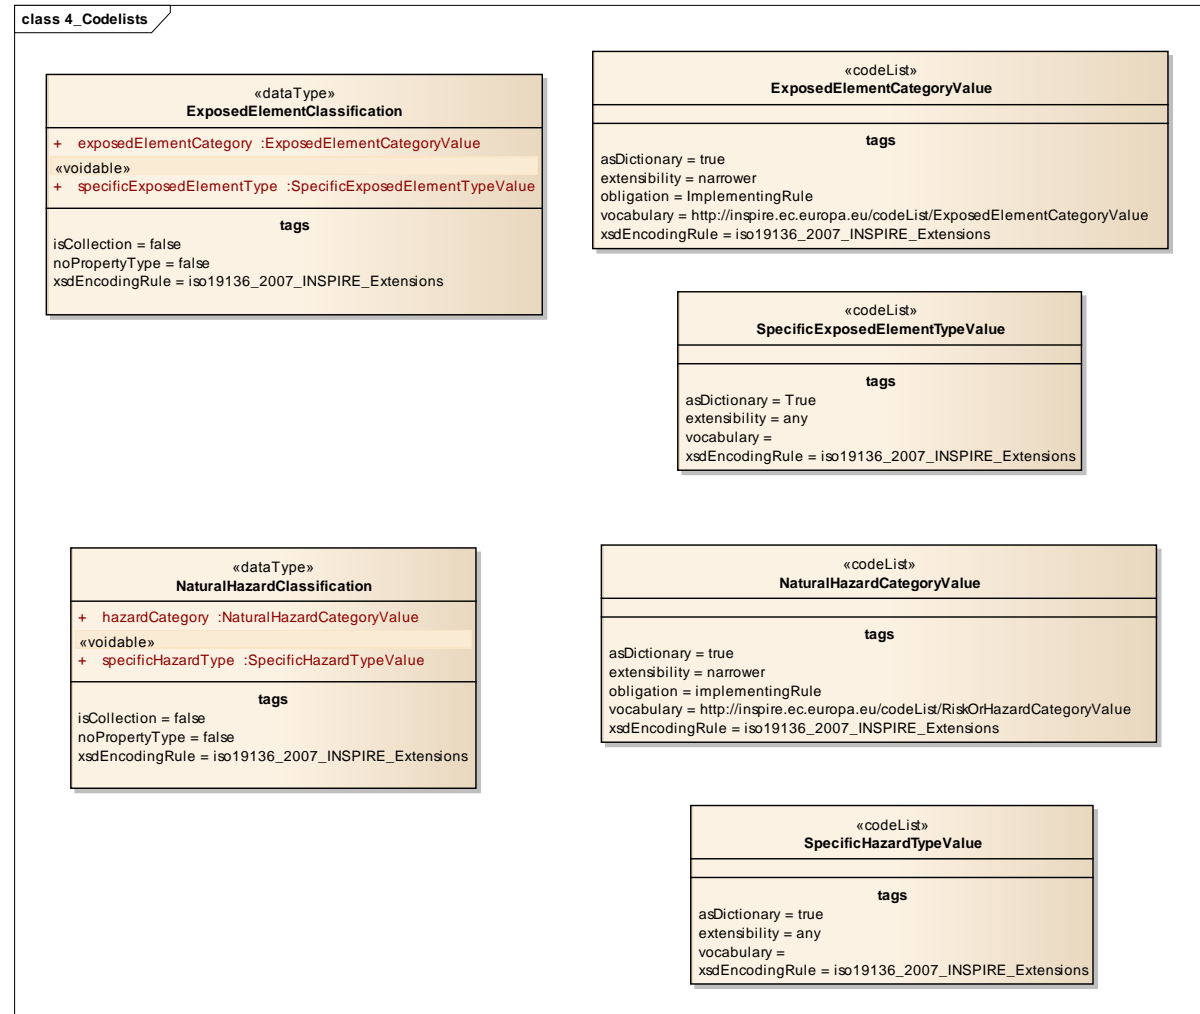 class 4_Codelists
«dataType»
ExposedElementClassification
+ exposedElementCategory :ExposedElementCategoryValue
«voidable»
+ specificExposedElementType :SpecificExposedElementTypeValue
tags
isCollection = false
noPropertyType = false
xsdEncodingRule = iso19136_2007_INSPIRE_Extensions
«codeList»
ExposedElementCategoryValue
tags
asDictionary = true
extensibility = narrower
obligation = ImplementingRule
vocabulary = http://inspire.ec.europa.eu/codeList/ExposedElementCategoryValue
xsdEncodingRule = iso19136_2007_INSPIRE_Extensions
«codeList»
SpecificExposedElementTypeValue
tags
asDictionary = True
extensibility = any
vocabulary =
xsdEncodingRule = iso19136_2007_INSPIRE_Extensions
«dataType»
NaturalHazardClassification
+ hazardCategory :NaturalHazardCategoryValue
«voidable»
+ specificHazardType :SpecificHazardTypeValue
tags
isCollection = false
noPropertyType = false
xsdEncodingRule = iso19136_2007_INSPIRE_Extensions
«codeList»
NaturalHazardCategoryValue
tags
asDictionary = true
extensibility = narrower
obligation = implementingRule
vocabulary = http://inspire.ec.europa.eu/codeList/RiskOrHazardCategoryValue
xsdEncodingRule = iso19136_2007_INSPIRE_Extensions
«codeList»
SpecificHazardTypeValue
tags
asDictionary = true
extensibility = any
vocabulary =
xsdEncodingRule = iso19136_2007_INSPIRE_Extensions